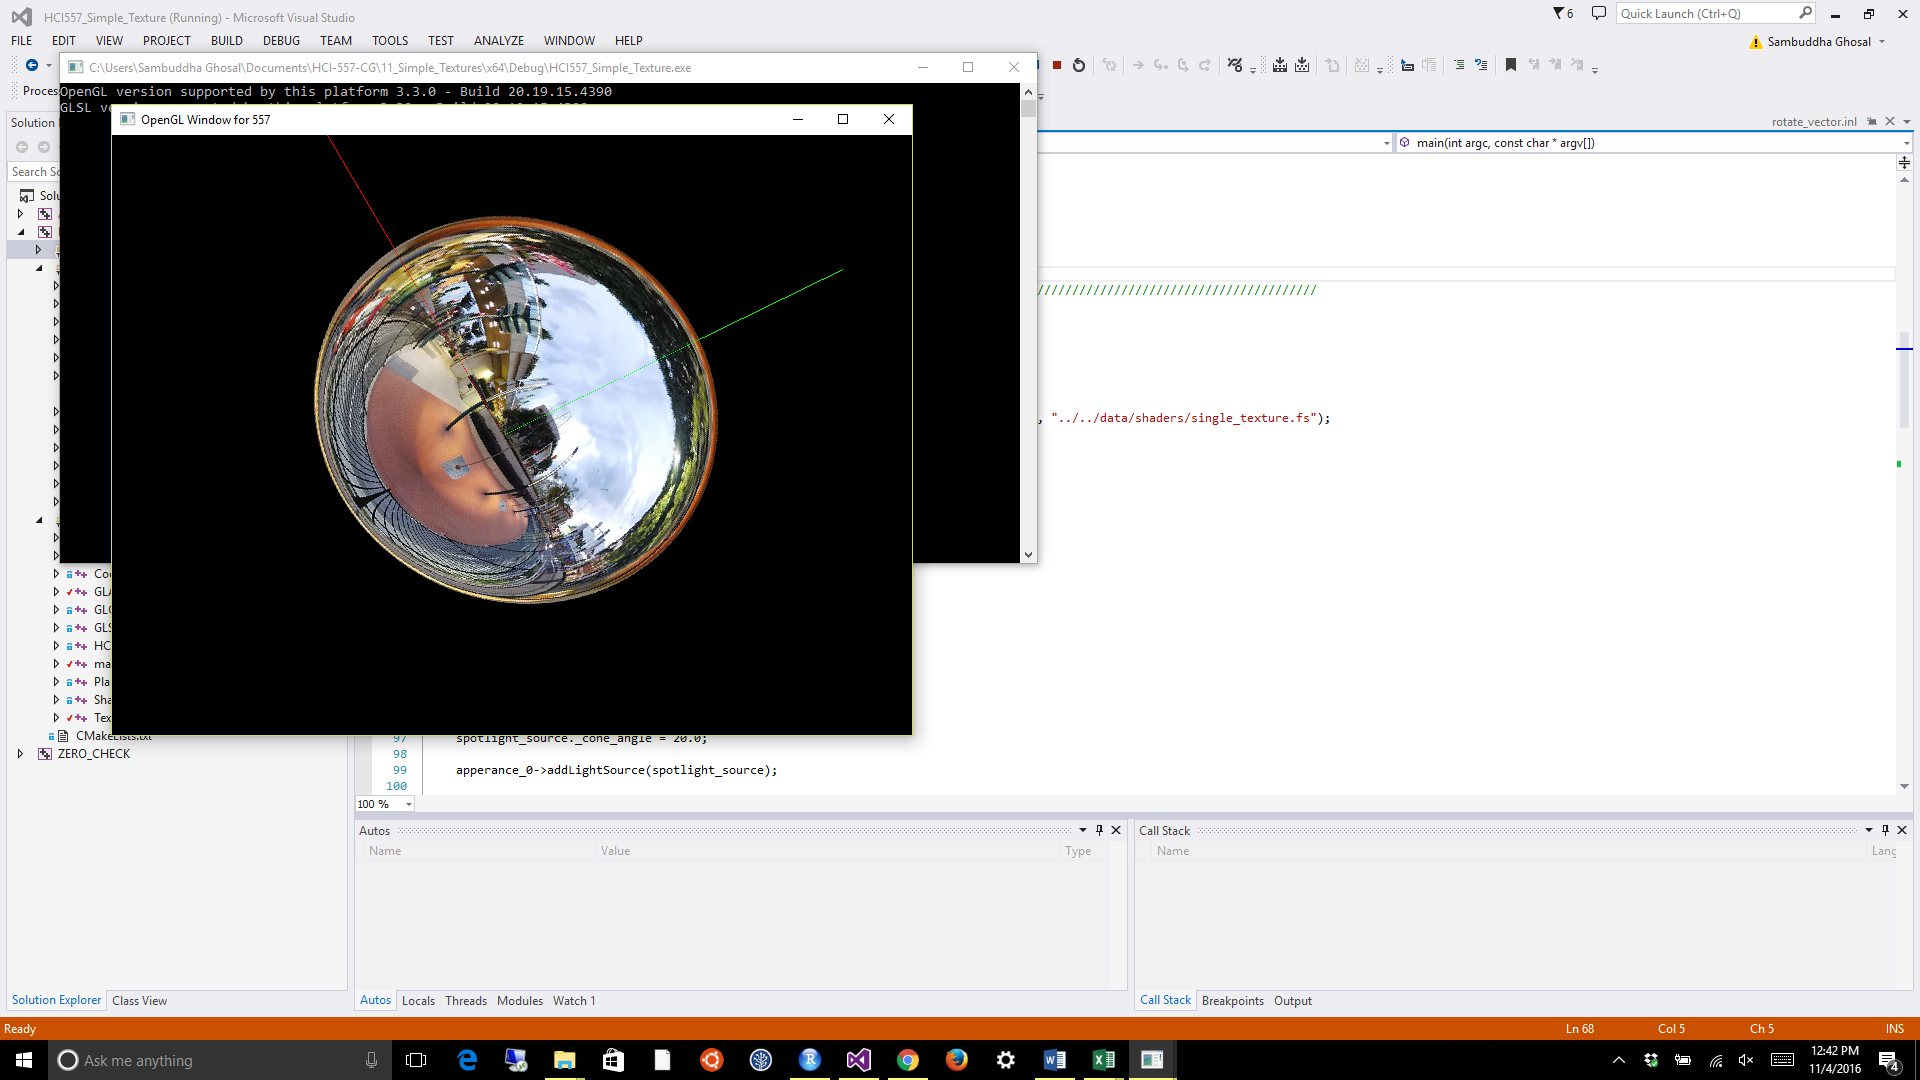 HCI557_Simple_Texture (Running) - Microsoft Visual Studio
6
Quick Launch (Ctrl+Q)
FILE EDIT VIEW PROJECT BUILD DEBUG TEAM TOOLS TEST ANALYZE WINDOW HELP
Sambuddha Ghosal
C:\Users\Sambuddha Ghosal\Documents\HCI-557-CG\11_Simple_Textures\x64\Debug\HCI557_Simple_Texture.exe
Proces
OpenGL version supported by this platform 3.3.0 - Build 20.19.15.4390
GLSL ve
OpenGL Window for 557
Solution
rotate_vector.inl
main(int argc, const char * argv[])
Search So
Solu
///////////////////////////////////////
, "../../data/shaders/single_texture.fs");
Coo
GLA
GLO
GLS
HC
ma
Pla
Sha
Tex
CMakeLists.txt
ZERO_CHECK
97 spotlight_source._cone_angle = 20.0;
98
99 apperance_0->addLightSource(spotlight_source);
100
100 %
Autos
Name Value Type
Call Stack
Name Lang
Solution Explorer Class View
Autos Locals Threads Modules Watch 1
Call Stack Breakpoints Output
Ready Ln 68 Col 5 Ch 5 INS
Ask me anything
12:42 PM
11/4/2016
4